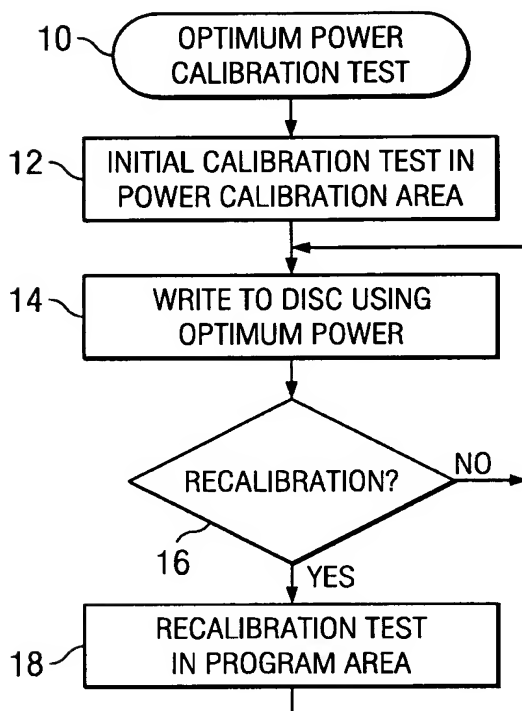 10
OPTIMUM POWER
CALIBRATION TEST
12
INITIAL CALIBRATION TEST IN
POWER CALIBRATION AREA
14
WRITE TO DISC USING
OPTIMUM POWER
RECALIBRATION?
NO
16
YES
18
RECALIBRATION TEST
IN PROGRAM AREA